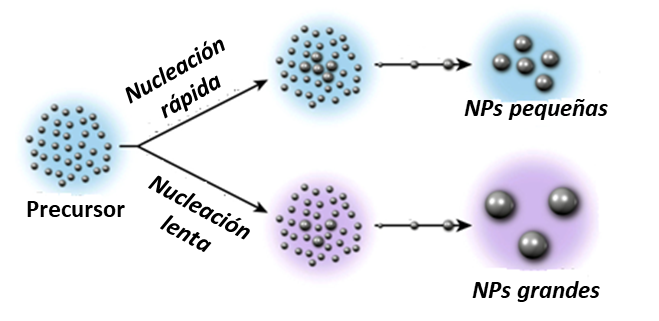 Nucleación
rápida
NPs pequeñas
Precursor
Nucleación
lenta
NPs grandes